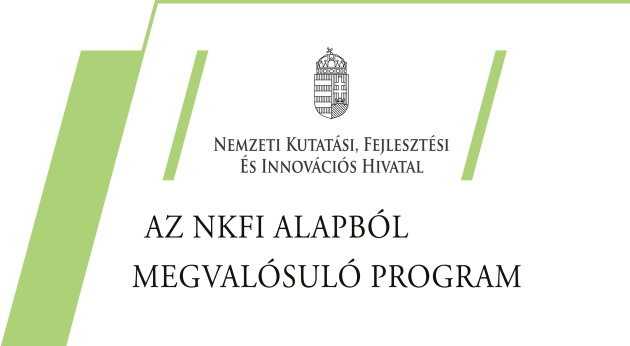 Nemzeti Kutatási, Fejlesztési
És Innovációs Hivatal
AZ NKFI ALAPBÓL
MEGVALÓSULÓ PROGRAM